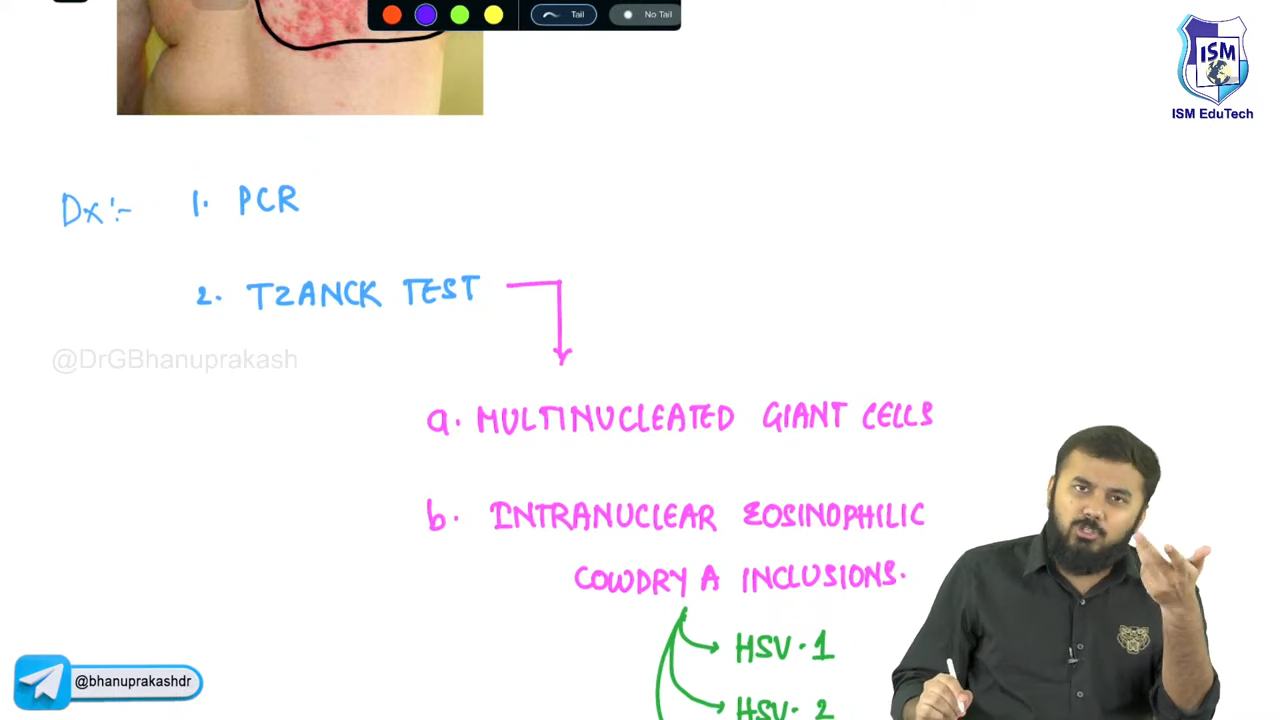 Tail
No Tail
ISM
ISM EduTech
Dx:-
1. PCR
2. TZANCK TEST
@DrGBhanuprakash
a. MULTINUCLEATED GIANT CELLS
b. INTRANUCLEAR EOSINOPHILIC
COWDRY A INCLUSIONS.
HSV-1
HSV-2
@bhanuprakashdr